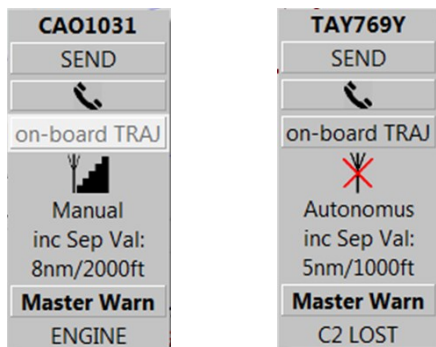 CAO1031
SEND
on-board TRAJ
Manual
inc Sep Val:
8nm/2000ft
Master Warn
ENGINE
TAY769Y
SEND
on-board TRAJ
Autonomus
inc Sep Val:
5nm/1000ft
Master Warn
C2 LOST